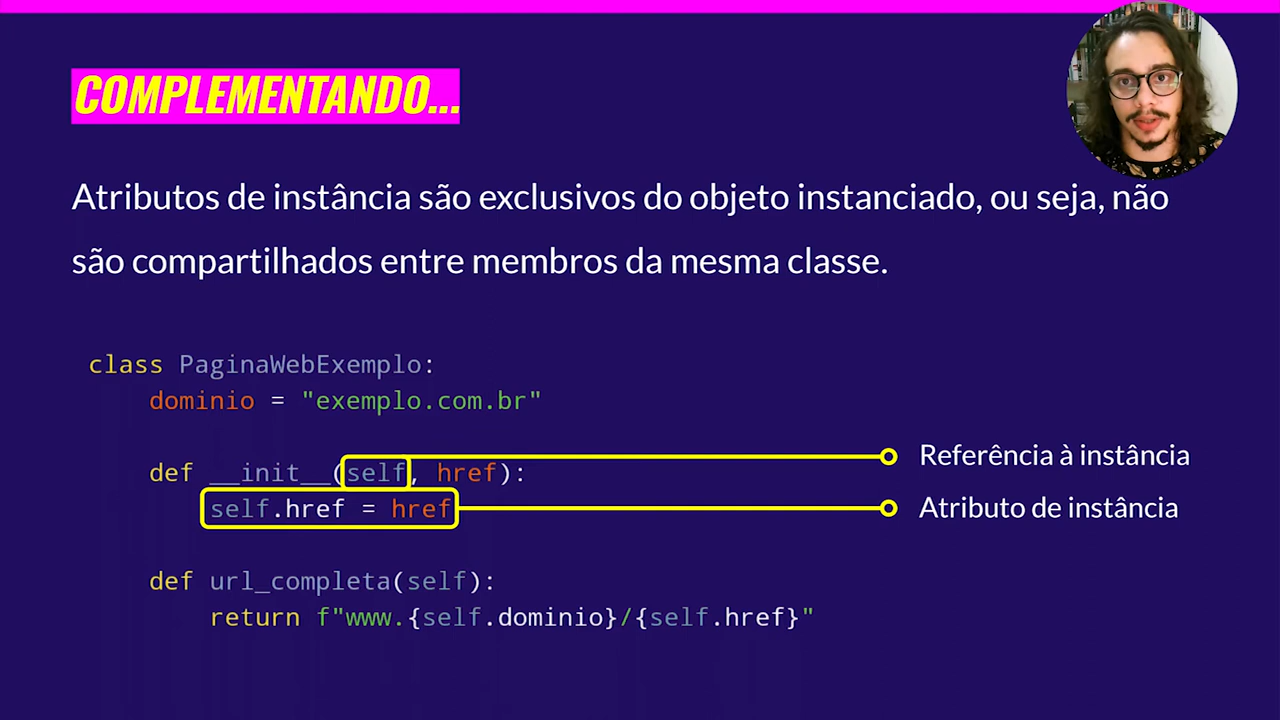 COMPLEMENTANDO...
Atributos de instância são exclusivos do objeto instanciado, ou seja, não
são compartilhados entre membros da mesma classe.
class PaginaWebExemplo:
    dominio = "exemplo.com.br"
    def __init__(self, href):
        self.href = href
Referência à instância
Atributo de instância
    def url_completa(self):
        return f"www.{self.dominio}/{self.href}"